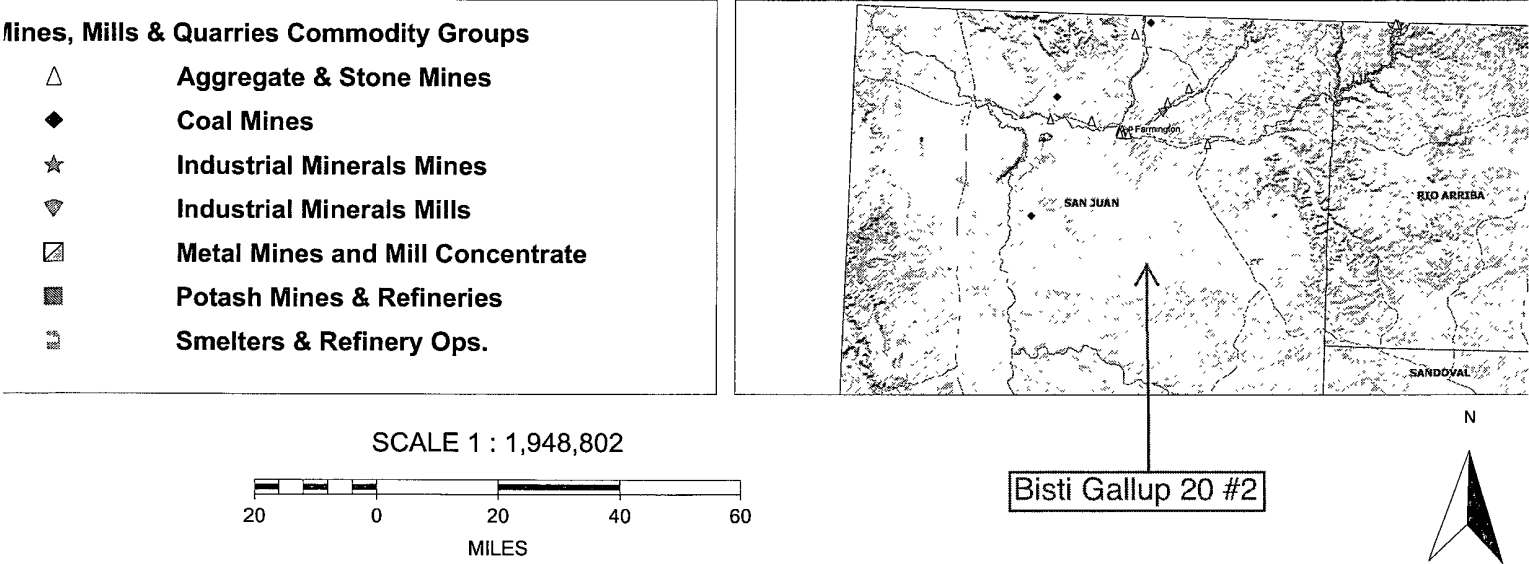 Mines, Mills & Quarries Commodity Groups
Aggregate & Stone Mines
Coal Mines
Industrial Minerals Mines
Industrial Minerals Mills
Metal Mines and Mill Concentrate
Potash Mines & Refineries
Smelters & Refinery Ops.
Farmington
SAN JUAN
RIO ARRIBA
SANDOVAL
SCALE 1 : 1,948,802
20 0 20 40 60
MILES
Bisti Gallup 20 #2
N